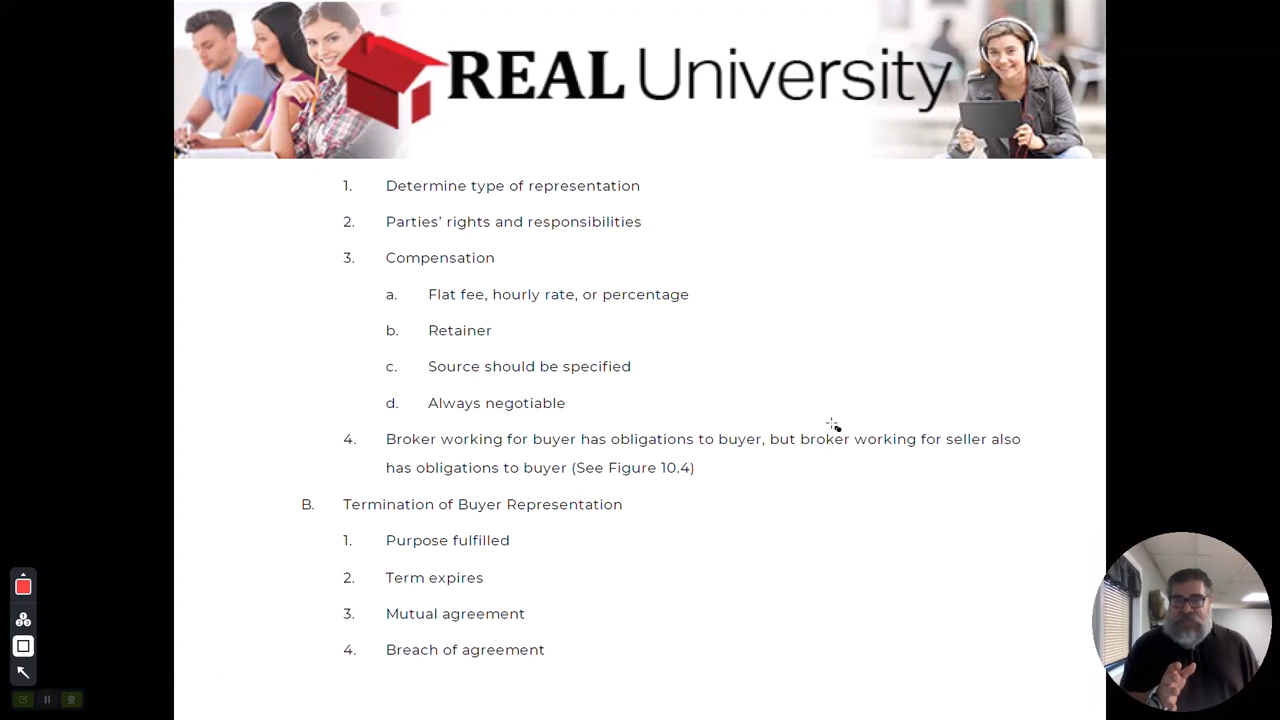 REAL University
1. Determine type of representation
2. Parties’ rights and responsibilities
3. Compensation
a. Flat fee, hourly rate, or percentage
b. Retainer
c. Source should be specified
d. Always negotiable
4. Broker working for buyer has obligations to buyer, but broker working for seller also
has obligations to buyer (See Figure 10.4)
B. Termination of Buyer Representation
1. Purpose fulfilled
2. Term expires
3. Mutual agreement
4. Breach of agreement